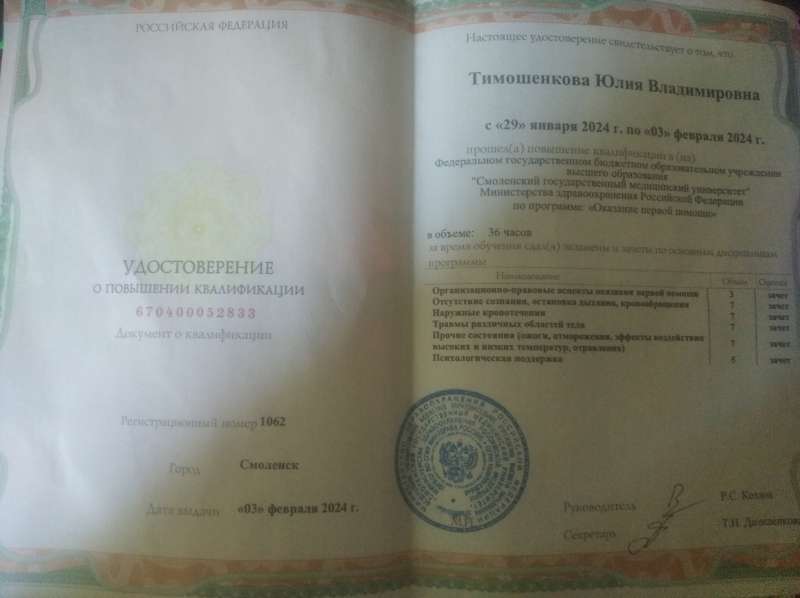 РОССИЙСКАЯ ФЕДЕРАЦИЯ
УДОСТОВЕРЕНИЕ
О ПОВЫШЕНИИ КВАЛИФИКАЦИИ
670400052833
Документ о квалификации
Регистрационный номер 1062
Город Смоленск
Дата выдачи «03» февраля 2024 г.
Настоящее удостоверение свидетельствует о том, что
Тимошенкова Юлия Владимировна
с «29» января 2024 г. по «03» февраля 2024 г.
прошел(а) повышение квалификации в (на)
Федеральном государственном бюджетном образовательном учреждении
высшего образования
"Смоленский государственный медицинский университет"
Министерства здравоохранения Российской Федерации
по программе: «Оказание первой помощи»
в объеме: 36 часов
за время обучения сдал(а) экзамены и зачеты по основным дисциплинам
программы
Наименование Объем Оценка
Организационно-правовые аспекты оказания первой помощи 3 зачет
Отсутствие сознания, остановка дыхания, кровообращения 7 зачет
Наружные кровотечения 7 зачет
Травмы различных областей тела 7 зачет
Прочие состояния (ожоги, отморожения, эффекты воздействия
высоких и низких температур, отравления) 7 зачет
Психологическая поддержка 5 зачет
М.П.
Руководитель Р.С. Козлов
Секретарь Т.Н.